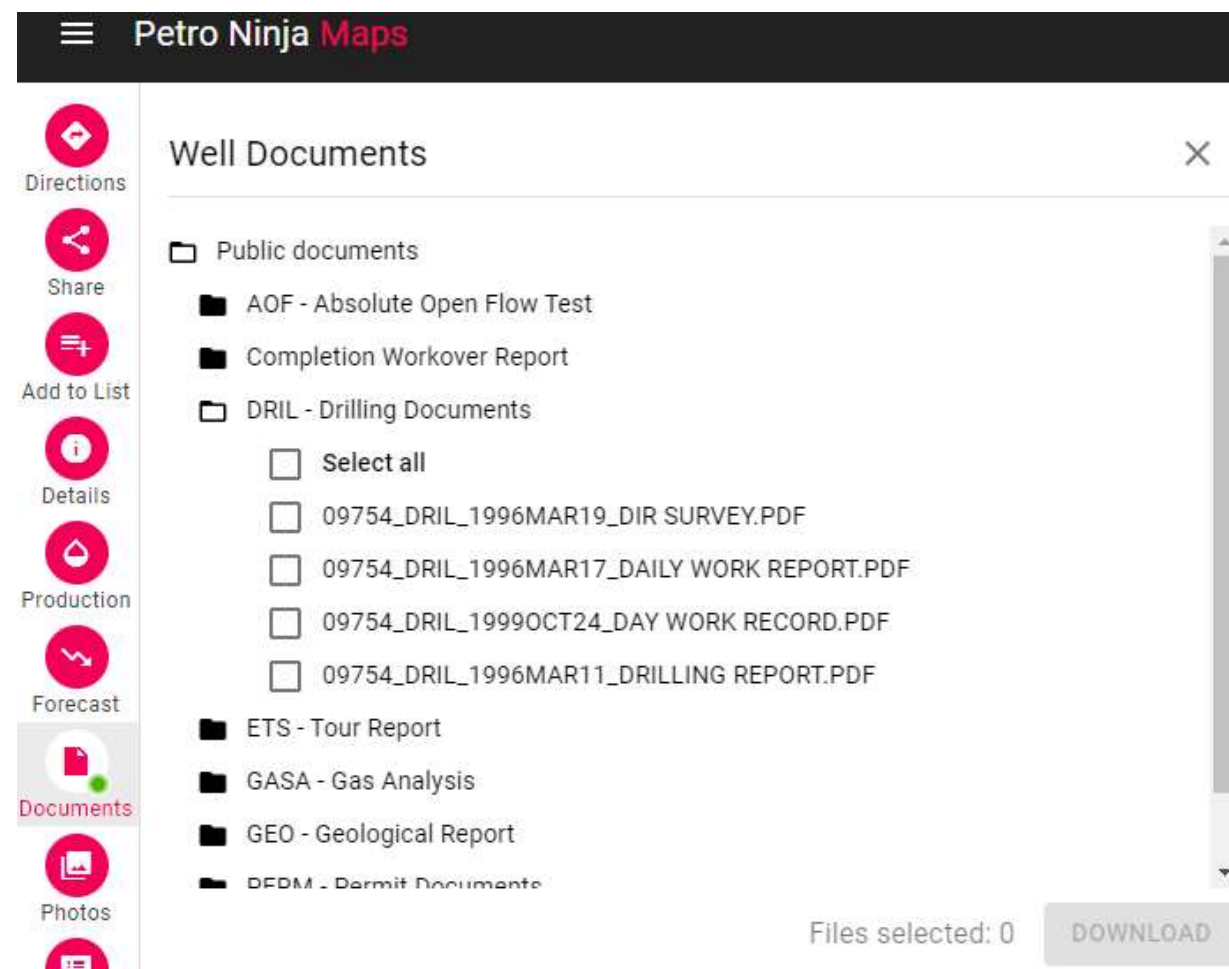 Petro Ninja Maps
Directions
Share
Add to List
Details
Production
Forecast
Documents
Photos
Well Documents
Public documents
AOF - Absolute Open Flow Test
Completion Workover Report
DRIL - Drilling Documents
Select all
09754_DRIL_1996MAR19_DIR SURVEY.PDF
09754_DRIL_1996MAR17_DAILY WORK REPORT.PDF
09754_DRIL_1999OCT24_DAY WORK RECORD.PDF
09754_DRIL_1996MAR11_DRILLING REPORT.PDF
ETS - Tour Report
GASA - Gas Analysis
GEO - Geological Report
PERM - Permit Documents
Files selected: 0
DOWNLOAD